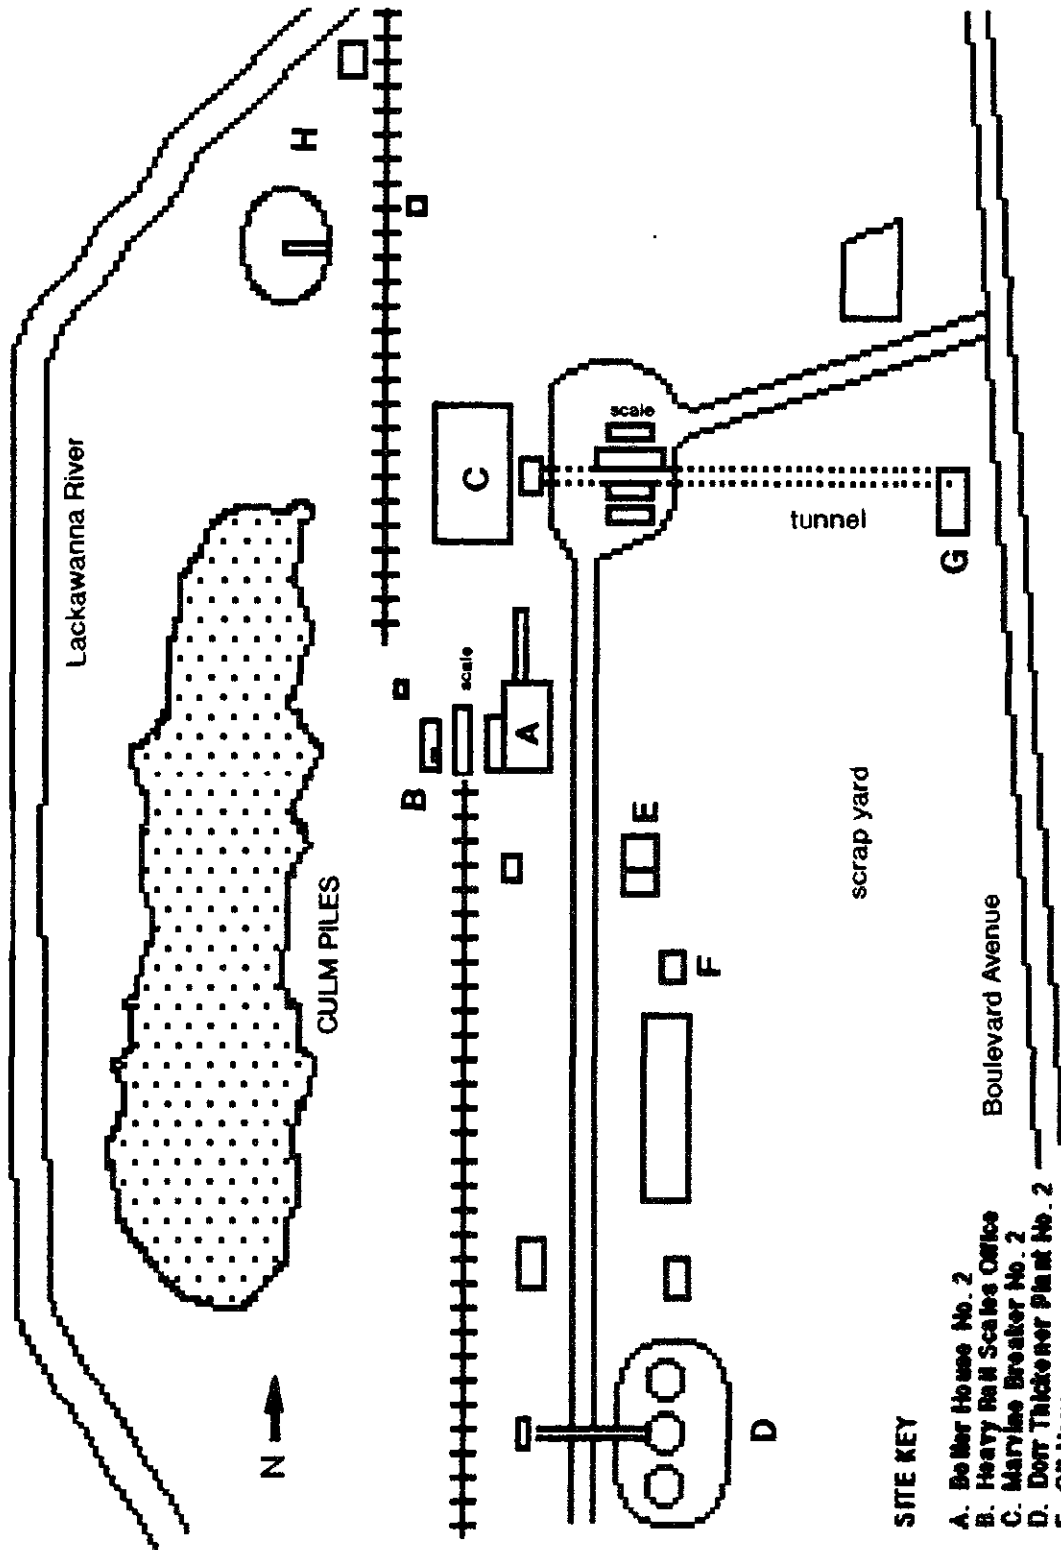 Lackawanna River
CULM PILES
N
H
B
scale
A
C
scale
tunnel
G
E
F
scrap yard
Boulevard Avenue
D
SITE KEY
A. Boiler House No. 2
B. Heavy Rail Scales Office
C. Marvine Breaker No. 2
D. Dorr Thickener Plant No. 2